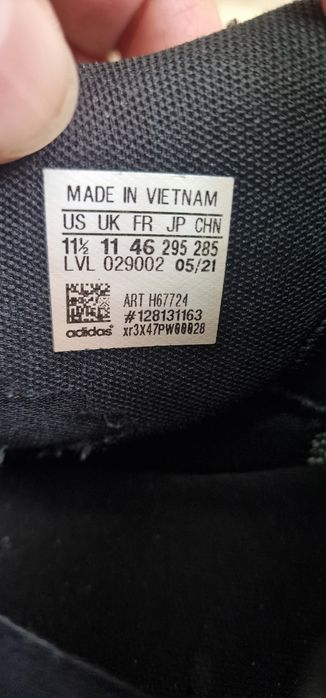 MADE IN VIETNAM
US UK FR JP CHN
11½ 11 46 295 285
LVL 029002 05/21
ART H67724
#128131163
adidas xr3X47PW00028